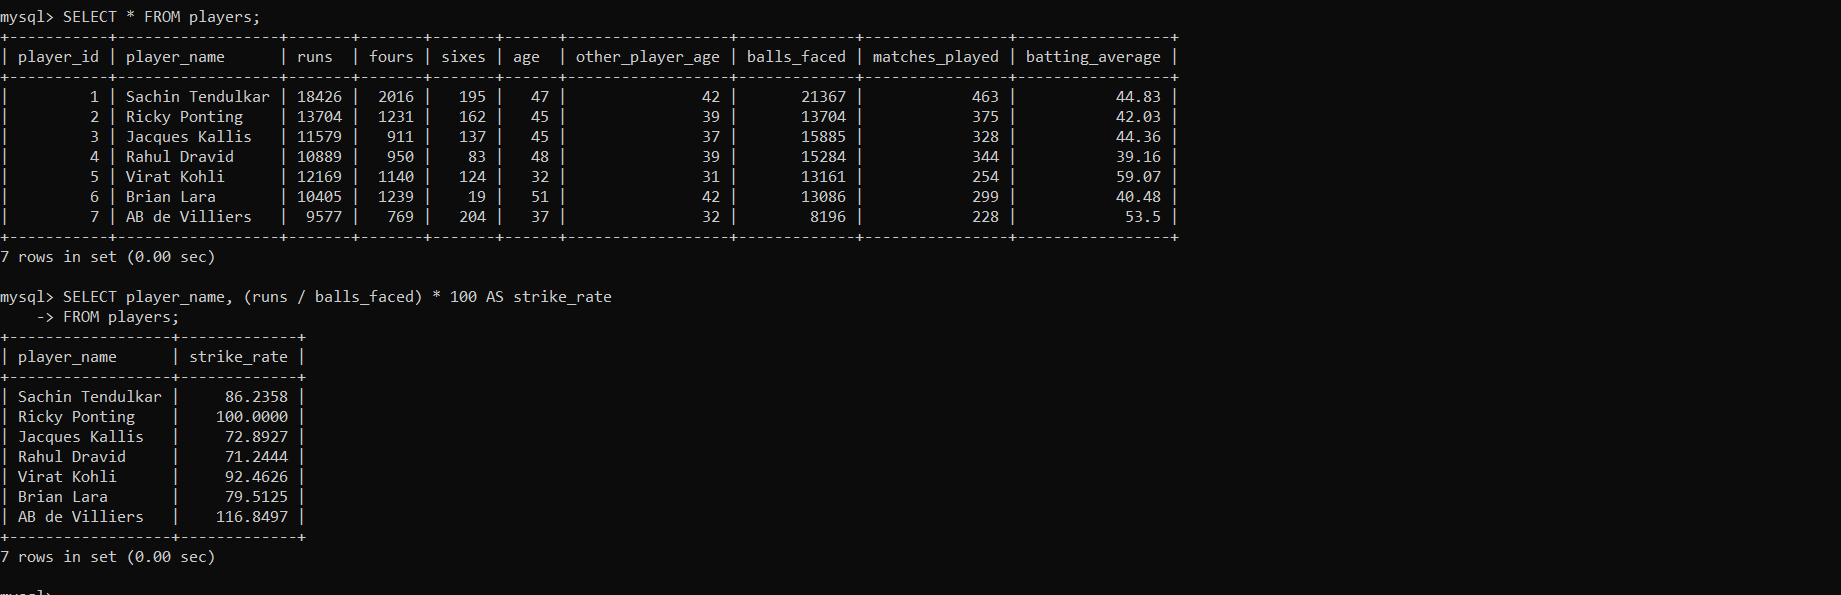 mysql> SELECT * FROM players;
+-----------+------------------+-------+-------+-------+------+------------------+-------------+----------------+-----------------+
| player_id | player_name      | runs  | fours | sixes | age  | other_player_age | balls_faced | matches_played | batting_average |
+-----------+------------------+-------+-------+-------+------+------------------+-------------+----------------+-----------------+
|         1 | Sachin Tendulkar | 18426 |  2016 |   195 |   47 |               42 |       21367 |            463 |           44.83 |
|         2 | Ricky Ponting    | 13704 |  1231 |   162 |   45 |               39 |       13704 |            375 |           42.03 |
|         3 | Jacques Kallis   | 11579 |   911 |   137 |   45 |               37 |       15885 |            328 |           44.36 |
|         4 | Rahul Dravid     | 10889 |   950 |    83 |   48 |               39 |       15284 |            344 |           39.16 |
|         5 | Virat Kohli      | 12169 |  1140 |   124 |   32 |               31 |       13161 |            254 |           59.07 |
|         6 | Brian Lara       | 10405 |  1239 |    19 |   51 |               42 |       13086 |            299 |           40.48 |
|         7 | AB de Villiers   |  9577 |   769 |   204 |   37 |               32 |        8196 |            228 |            53.5 |
+-----------+------------------+-------+-------+-------+------+------------------+-------------+----------------+-----------------+
7 rows in set (0.00 sec)
mysql> SELECT player_name, (runs / balls_faced) * 100 AS strike_rate
    -> FROM players;
+------------------+-------------+
| player_name      | strike_rate |
+------------------+-------------+
| Sachin Tendulkar |     86.2358 |
| Ricky Ponting    |    100.0000 |
| Jacques Kallis   |     72.8927 |
| Rahul Dravid     |     71.2444 |
| Virat Kohli      |     92.4626 |
| Brian Lara       |     79.5125 |
| AB de Villiers   |    116.8497 |
+------------------+-------------+
7 rows in set (0.00 sec)
mysql>